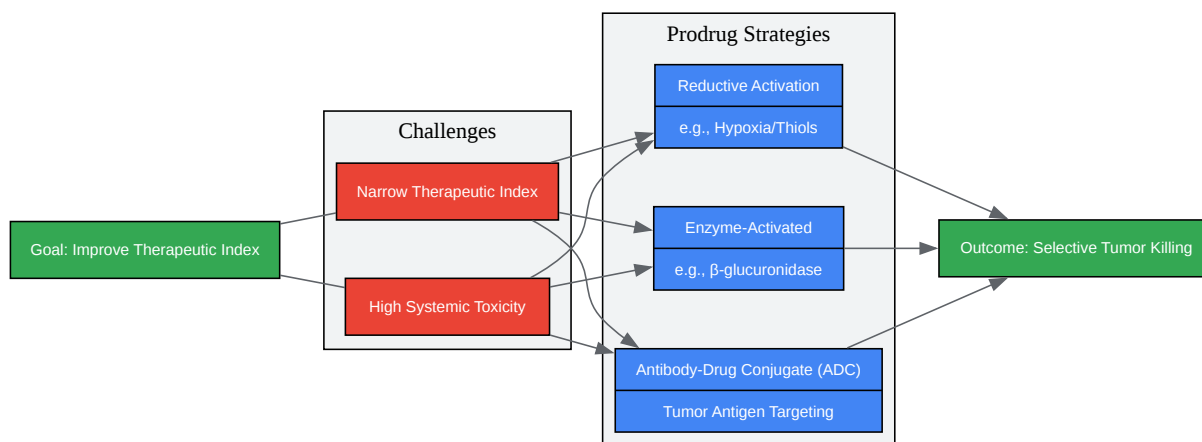 Goal: Improve Therapeutic Index
Challenges
Narrow Therapeutic Index
High Systemic Toxicity
Prodrug Strategies
Reductive Activation
e.g., Hypoxia/Thiols
Enzyme-Activated
e.g., β-glucuronidase
Antibody-Drug Conjugate (ADC)
Tumor Antigen Targeting
Outcome: Selective Tumor Killing